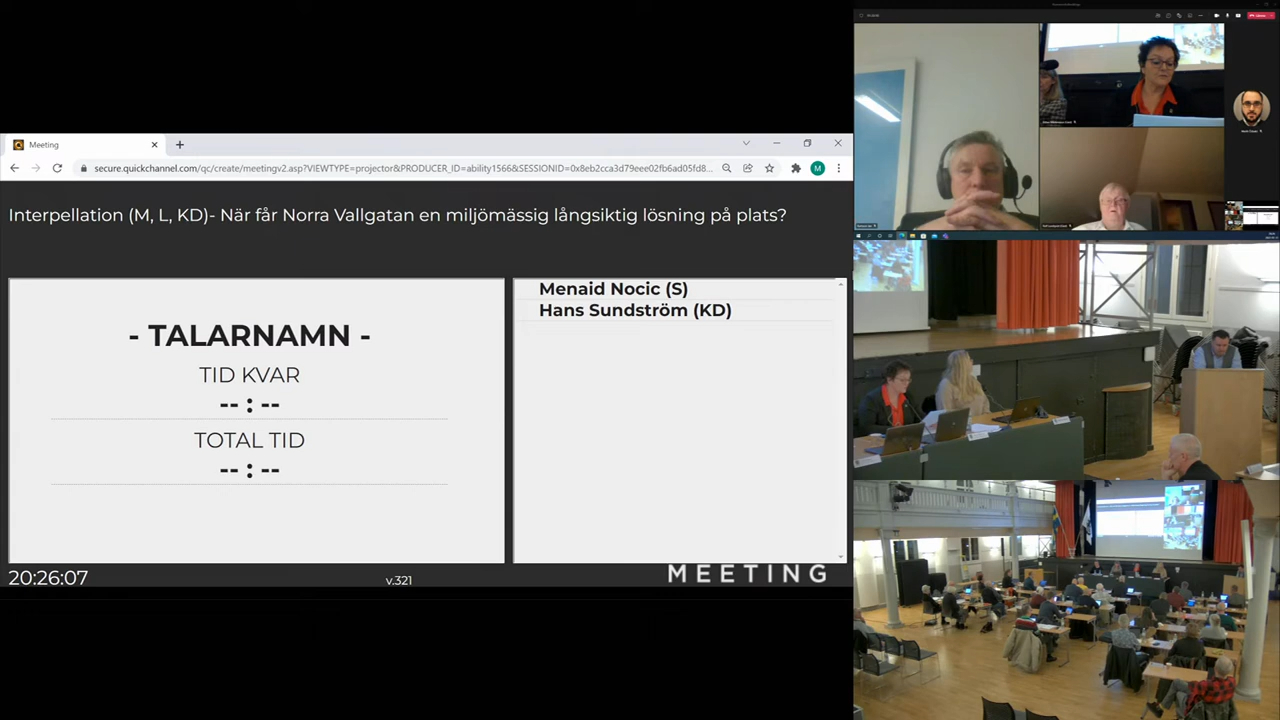 Meeting
secure.quickchannel.com/qc/create/meetingv2.asp?VIEWTYPE=projector&PRODUCER_ID=ability1566&SESSIONID=0x8eb2cca3d79eee02fb6ad05fd8...
M
Interpellation (M, L, KD)- När får Norra Vallgatan en miljömässig långsiktig lösning på plats?
- TALARNAMN -
TID KVAR
-- : --
TOTAL TID
-- : --
Menaid Nocic (S)
Hans Sundström (KD)
20:26:07
v.321
MEETING